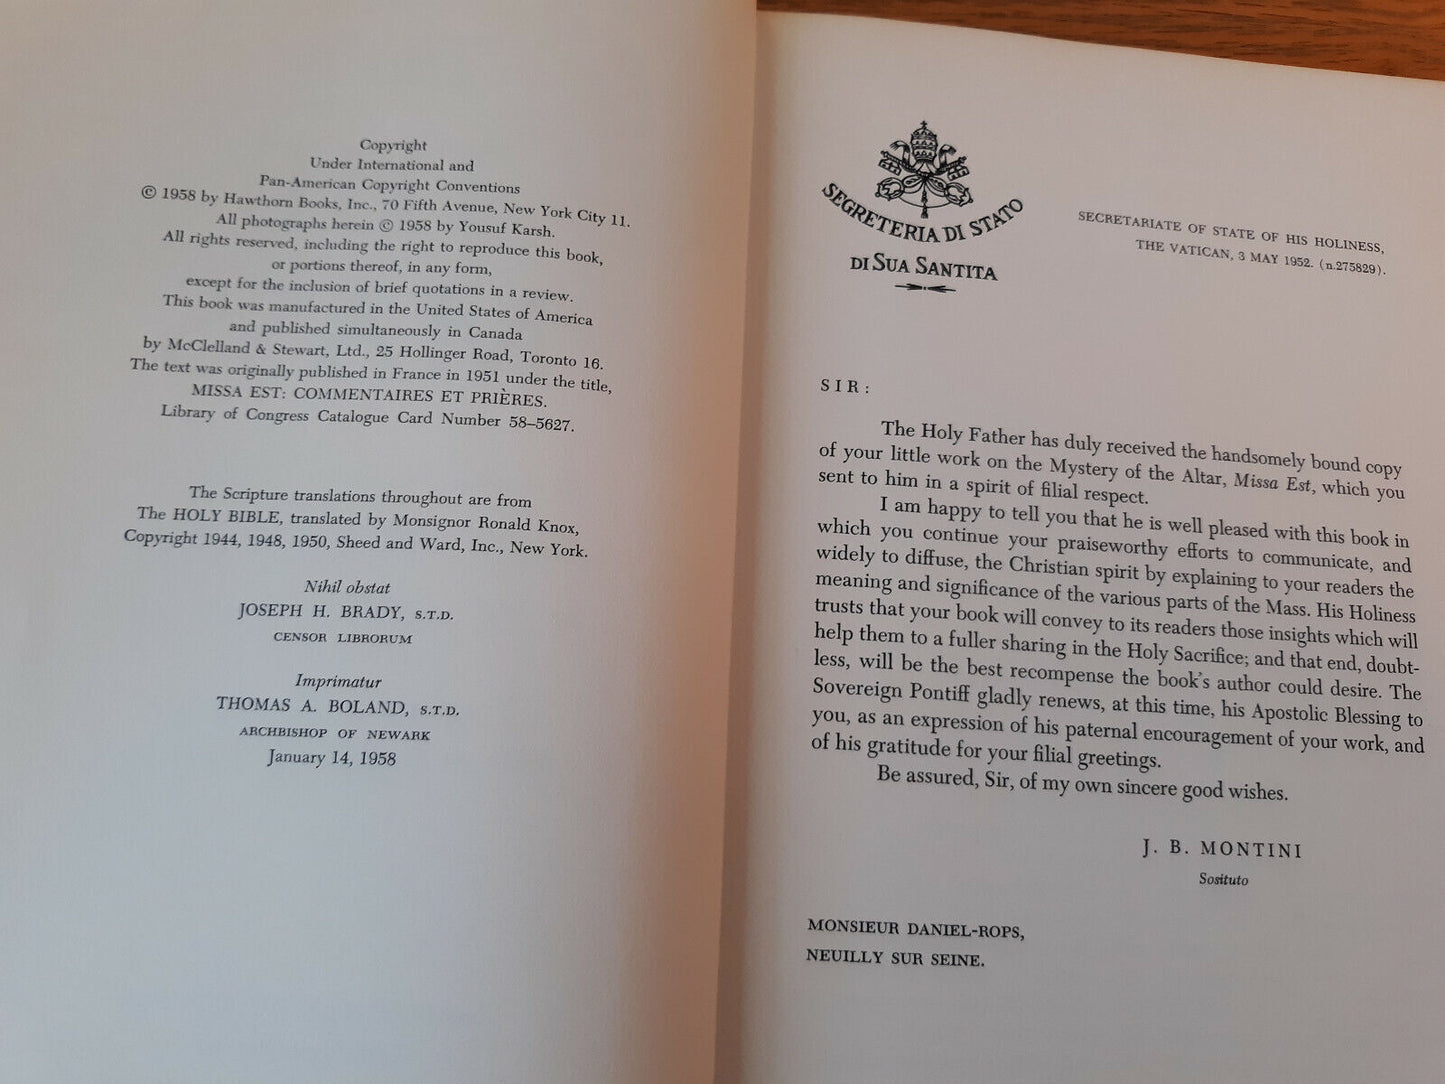 Copyright
Under International and
Pan-American Copyright Conventions
© 1958 by Hawthorn Books, Inc., 70 Fifth Avenue, New York City 11.
All photographs herein © 1958 by Yousuf Karsh.
All rights reserved, including the right to reproduce this book,
or portions thereof, in any form,
except for the inclusion of brief quotations in a review.
This book was manufactured in the United States of America
and published simultaneously in Canada
by McClelland & Stewart, Ltd., 25 Hollinger Road, Toronto 16.
The text was originally published in France in 1951 under the title,
MISSA EST: COMMENTAIRES ET PRIÈRES.
Library of Congress Catalogue Card Number 58–5627.
The Scripture translations throughout are from
The HOLY BIBLE, translated by Monsignor Ronald Knox,
Copyright 1944, 1948, 1950, Sheed and Ward, Inc., New York.
Nihil obstat
JOSEPH H. BRADY, S.T.D.
CENSOR LIBRORUM
Imprimatur
THOMAS A. BOLAND, S.T.D.
ARCHBISHOP OF NEWARK
January 14, 1958
SEGRETERIA DI STATO
DI SUA SANTITA
SECRETARIATE OF STATE OF HIS HOLINESS,
THE VATICAN, 3 MAY 1952. (n.275829).
SIR:
The Holy Father has duly received the handsomely bound copy
of your little work on the Mystery of the Altar, Missa Est, which you
sent to him in a spirit of filial respect.
I am happy to tell you that he is well pleased with this book in
which you continue your praiseworthy efforts to communicate, and
widely to diffuse, the Christian spirit by explaining to your readers the
meaning and significance of the various parts of the Mass. His Holiness
trusts that your book will convey to its readers those insights which will
help them to a fuller sharing in the Holy Sacrifice; and that end, doubt-
less, will be the best recompense the book's author could desire. The
Sovereign Pontiff gladly renews, at this time, his Apostolic Blessing to
you, as an expression of his paternal encouragement of your work, and
of his gratitude for your filial greetings.
Be assured, Sir, of my own sincere good wishes.
J. B. MONTINI
Sosituto
MONSIEUR DANIEL-ROPS,
NEUILLY SUR SEINE.